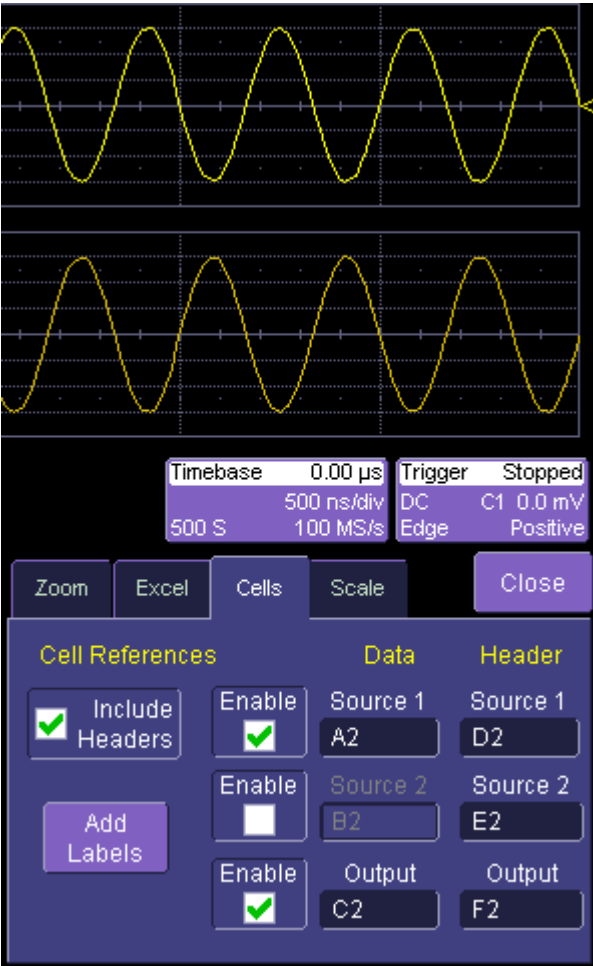 Timebase 0.00 µs
500 ns/div
500 S 100 MS/s
Trigger Stopped
DC C1 0.0 mV
Edge Positive
Zoom Excel Cells Scale Close
Cell References Data Header
Include Headers
Enable Source 1 Source 1
A2 D2
Enable Source 2 Source 2
B2 E2
Add Labels
Enable Output Output
C2 F2